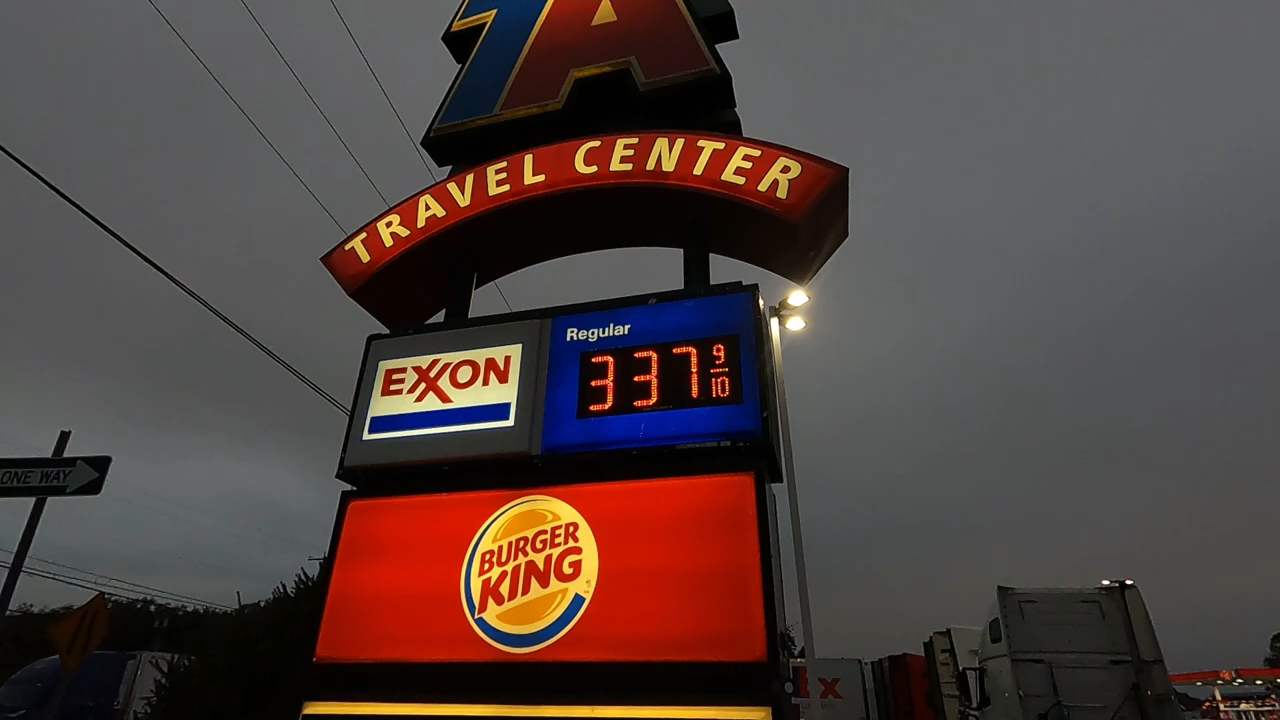 TA
TRAVEL CENTER
Regular
EXXON
337 9/10
ONE WAY
BURGER
KING